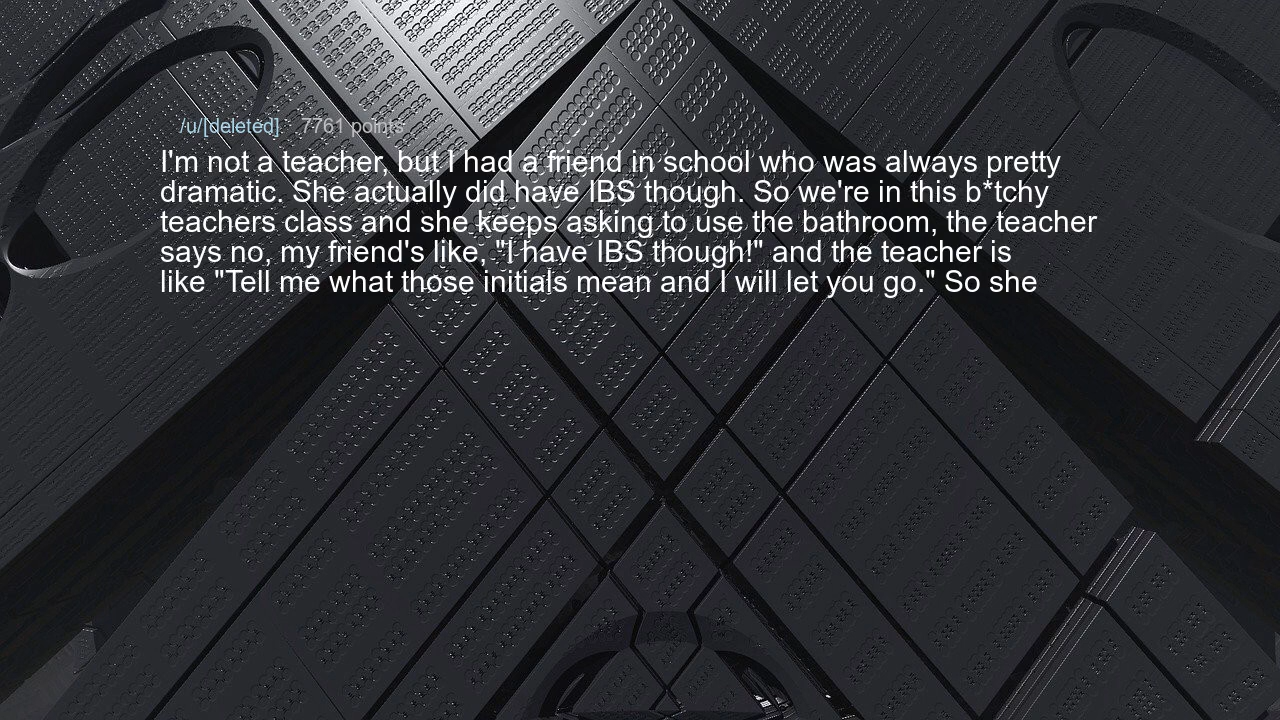 /u/[deleted] 7761 points
I'm not a teacher, but I had a friend in school who was always pretty
dramatic. She actually did have IBS though. So we're in this b*tchy
teachers class and she keeps asking to use the bathroom, the teacher
says no, my friend's like, "I have IBS though!" and the teacher is
like "Tell me what those initials mean and I will let you go." So she